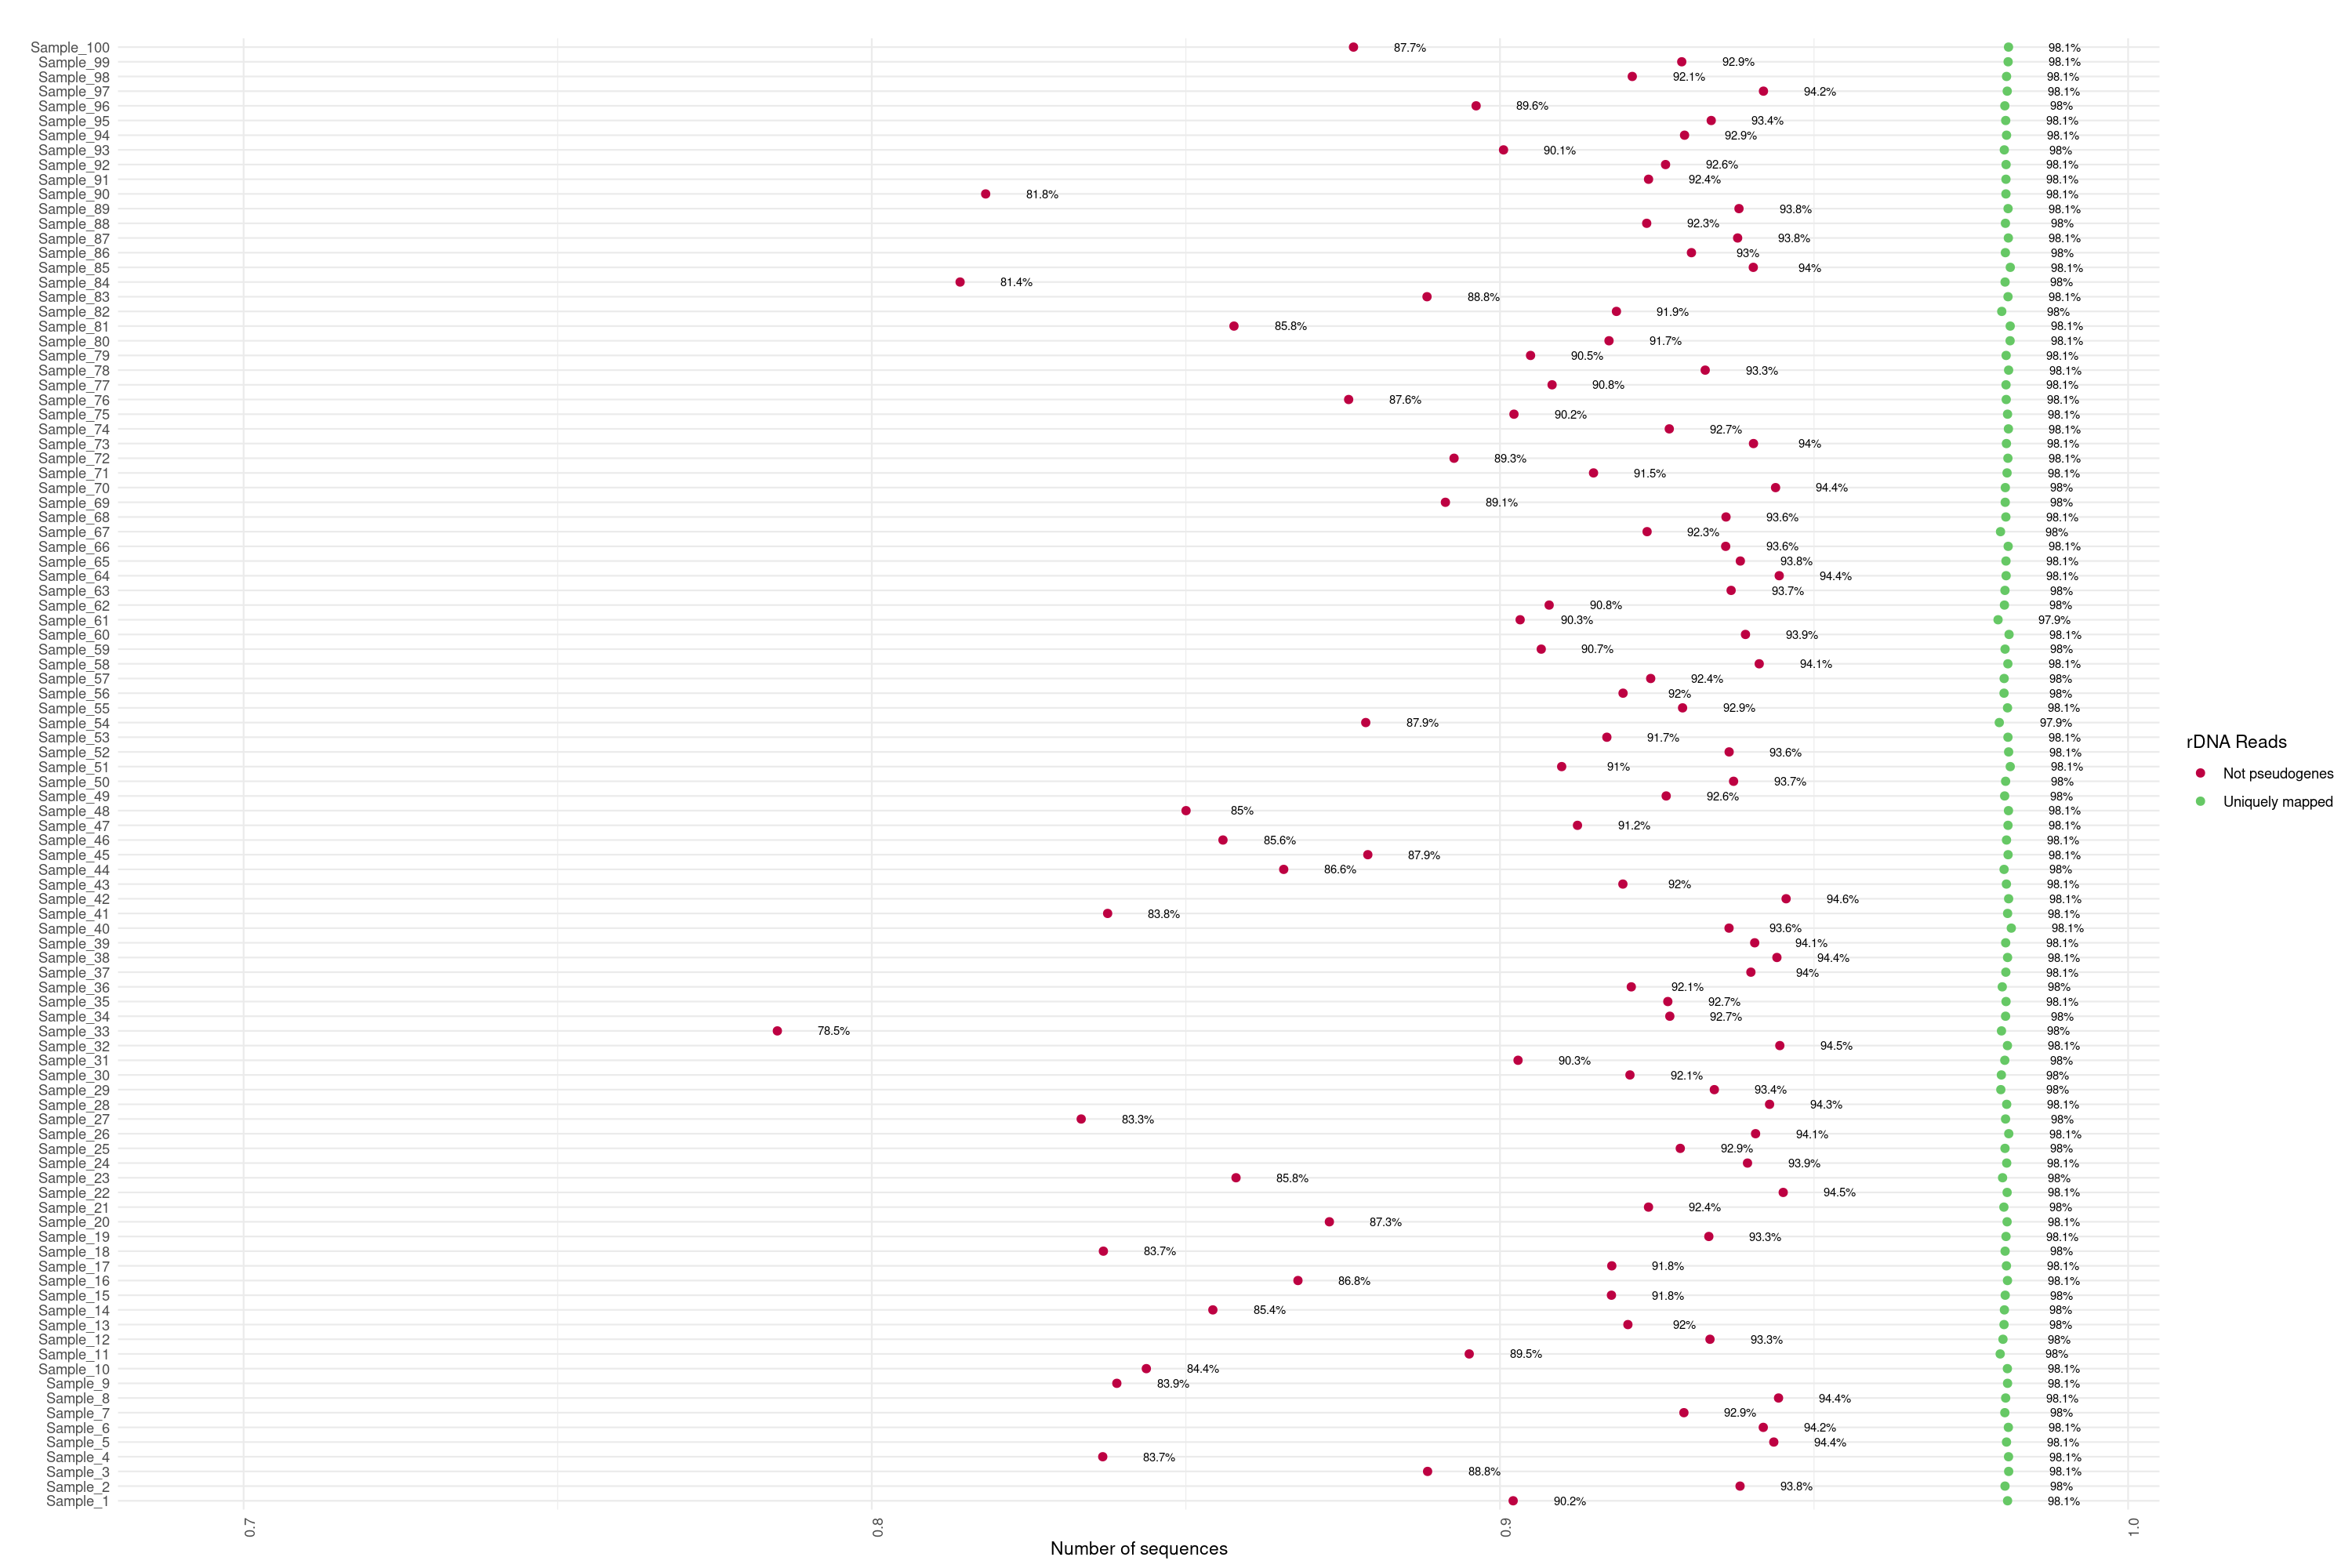 Sample_100 87.7% 98.1%
Sample_99 92.9% 98.1%
Sample_98 92.1% 98.1%
Sample_97 94.2% 98.1%
Sample_96 89.6% 98%
Sample_95 93.4% 98.1%
Sample_94 92.9% 98.1%
Sample_93 90.1% 98%
Sample_92 92.6% 98.1%
Sample_91 92.4% 98.1%
Sample_90 81.8% 98.1%
Sample_89 93.8% 98.1%
Sample_88 92.3% 98%
Sample_87 93.8% 98.1%
Sample_86 93% 98%
Sample_85 94% 98.1%
Sample_84 81.4% 98%
Sample_83 88.8% 98.1%
Sample_82 91.9% 98%
Sample_81 85.8% 98.1%
Sample_80 91.7% 98.1%
Sample_79 90.5% 98.1%
Sample_78 93.3% 98.1%
Sample_77 90.8% 98.1%
Sample_76 87.6% 98.1%
Sample_75 90.2% 98.1%
Sample_74 92.7% 98.1%
Sample_73 94% 98.1%
Sample_72 89.3% 98.1%
Sample_71 91.5% 98.1%
Sample_70 94.4% 98%
Sample_69 89.1% 98%
Sample_68 93.6% 98.1%
Sample_67 92.3% 98%
Sample_66 93.6% 98.1%
Sample_65 93.8% 98.1%
Sample_64 94.4% 98.1%
Sample_63 93.7% 98%
Sample_62 90.8% 98%
Sample_61 90.3% 97.9%
Sample_60 93.9% 98.1%
Sample_59 90.7% 98%
Sample_58 94.1% 98.1%
Sample_57 92.4% 98%
Sample_56 92% 98%
Sample_55 92.9% 98.1%
Sample_54 87.9% 97.9%
Sample_53 91.7% 98.1%
Sample_52 93.6% 98.1%
Sample_51 91% 98.1%
Sample_50 93.7% 98%
Sample_49 92.6% 98%
Sample_48 85% 98.1%
Sample_47 91.2% 98.1%
Sample_46 85.6% 98.1%
Sample_45 87.9% 98.1%
Sample_44 86.6% 98%
Sample_43 92% 98.1%
Sample_42 94.6% 98.1%
Sample_41 83.8% 98.1%
Sample_40 93.6% 98.1%
Sample_39 94.1% 98.1%
Sample_38 94.4% 98.1%
Sample_37 94% 98.1%
Sample_36 92.1% 98%
Sample_35 92.7% 98.1%
Sample_34 92.7% 98%
Sample_33 78.5% 98%
Sample_32 94.5% 98.1%
Sample_31 90.3% 98%
Sample_30 92.1% 98%
Sample_29 93.4% 98%
Sample_28 94.3% 98.1%
Sample_27 83.3% 98%
Sample_26 94.1% 98.1%
Sample_25 92.9% 98%
Sample_24 93.9% 98.1%
Sample_23 85.8% 98%
Sample_22 94.5% 98.1%
Sample_21 92.4% 98%
Sample_20 87.3% 98.1%
Sample_19 93.3% 98.1%
Sample_18 83.7% 98%
Sample_17 91.8% 98.1%
Sample_16 86.8% 98.1%
Sample_15 91.8% 98%
Sample_14 85.4% 98%
Sample_13 92% 98%
Sample_12 93.3% 98%
Sample_11 89.5% 98%
Sample_10 84.4% 98.1%
Sample_9 83.9% 98.1%
Sample_8 94.4% 98.1%
Sample_7 92.9% 98%
Sample_6 94.2% 98.1%
Sample_5 94.4% 98.1%
Sample_4 83.7% 98.1%
Sample_3 88.8% 98.1%
Sample_2 93.8% 98%
Sample_1 90.2% 98.1%
0.7 0.8 0.9 1.0
Number of sequences
rDNA Reads
Not pseudogenes
Uniquely mapped